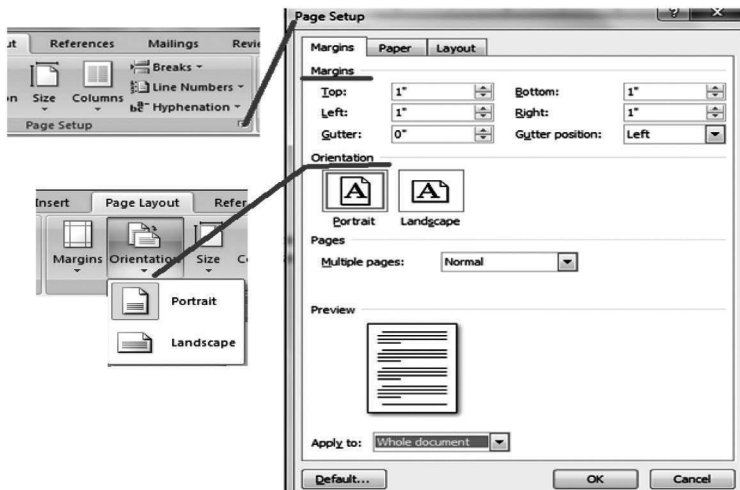 ut References Mailings Revie
on Size Columns Breaks
Line Numbers
Hyphenation
Page Setup
Insert Page Layout Refer
Margins Orientation Size C
Portrait
Landscape
Page Setup
Margins Paper Layout
Margins
Top: 1" Bottom: 1"
Left: 1" Right: 1"
Gutter: 0" Gutter position: Left
Orientation
Portrait Landscape
Pages
Multiple pages: Normal
Preview
Apply to: Whole document
Default... OK Cancel